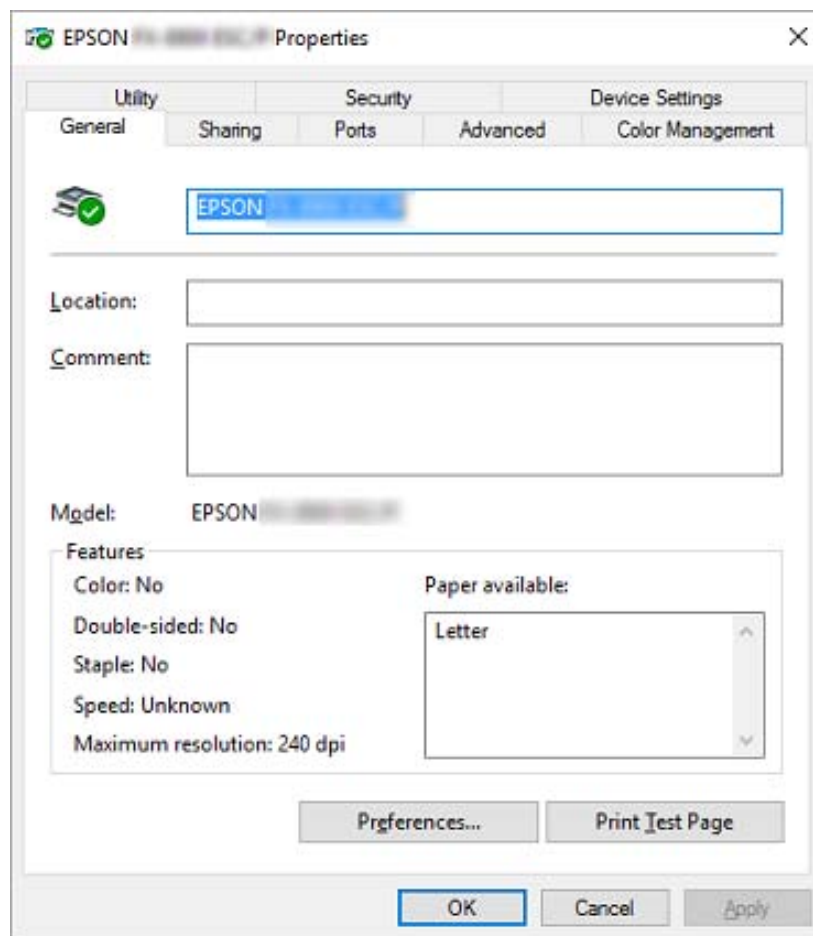 EPSON Properties
Utility Security Device Settings
General Sharing Ports Advanced Color Management
EPSON
Location:
Comment:
Model: EPSON
Features
Color: No
Double-sided: No
Staple: No
Speed: Unknown
Maximum resolution: 240 dpi
Paper available:
Letter
Preferences... Print Test Page
OK Cancel Apply